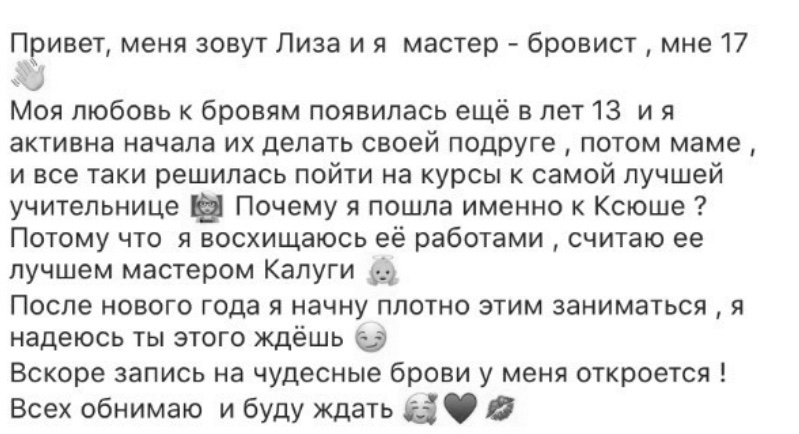 Привет, меня зовут Лиза и я  мастер - бровист , мне 17
👋
Моя любовь к бровям появилась ещё в лет 13  и я
активна начала их делать своей подруге , потом маме ,
и все таки решилась пойти на курсы к самой лучшей
учительнице 👩‍🏫 Почему я пошла именно к Ксюше ?
Потому что  я восхищаюсь её работами , считаю ее
лучшем мастером Калуги 👼
После нового года я начну плотно этим заниматься , я
надеюсь ты этого ждёшь 😏
Вскоре запись на чудесные брови у меня откроется !
Всех обнимаю  и буду ждать 🥰🖤💋